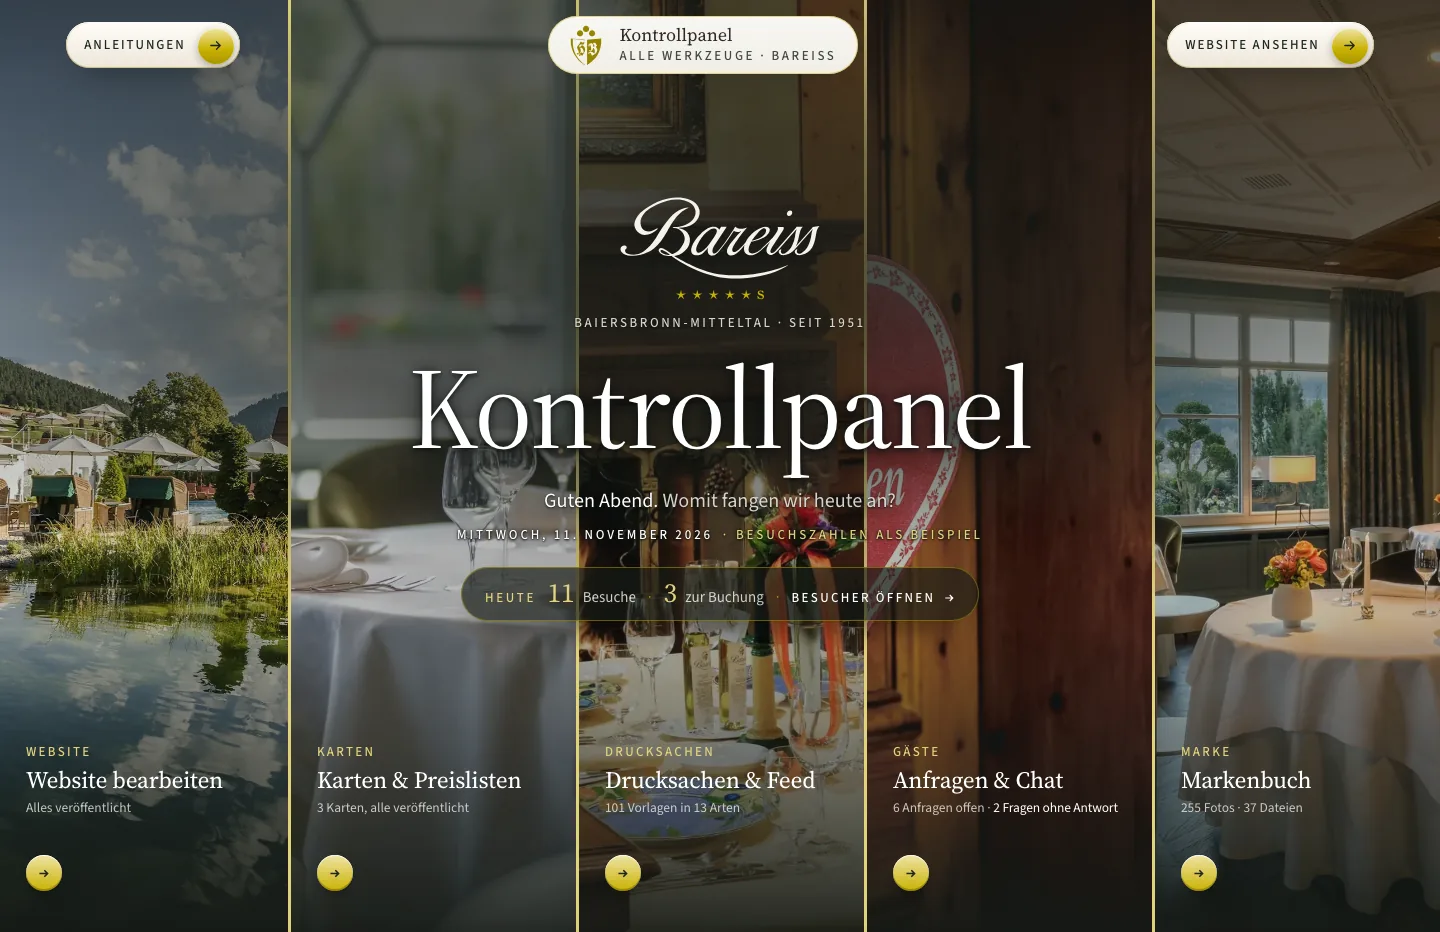 ANLEITUNGEN
Kontrollpanel
ALLE WERKZEUGE · BAREISS
WEBSITE ANSEHEN
Bareiss
★★★★★S
BAIERSBRONN-MITTELTAL · SEIT 1951
Kontrollpanel
Guten Abend. Womit fangen wir heute an?
MITTWOCH, 11. NOVEMBER 2026 · BESUCHSZAHLEN ALS BEISPIEL
HEUTE 11 Besuche · 3 zur Buchung · BESUCHER ÖFFNEN →
WEBSITE
Website bearbeiten
Alles veröffentlicht
KARTEN
Karten & Preislisten
3 Karten, alle veröffentlicht
DRUCKSACHEN
Drucksachen & Feed
101 Vorlagen in 13 Arten
GÄSTE
Anfragen & Chat
6 Anfragen offen · 2 Fragen ohne Antwort
MARKE
Markenbuch
255 Fotos · 37 Dateien